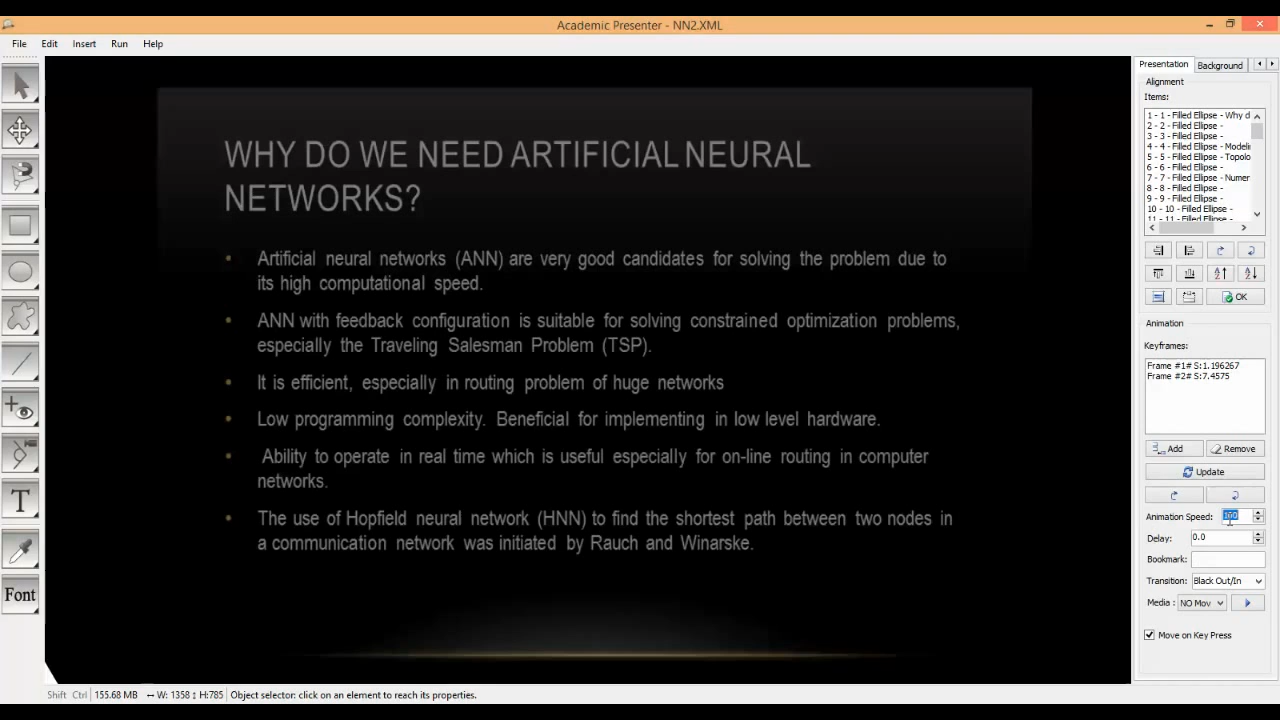 Academic Presenter - NN2.XML
File Edit Insert Run Help
Presentation Background
Alignment
Items:
1 - 1 - Filled Ellipse - Why d
2 - 2 - Filled Ellipse -
3 - 3 - Filled Ellipse -
4 - 4 - Filled Ellipse - Modelin
5 - 5 - Filled Ellipse - Topolo
6 - 6 - Filled Ellipse -
7 - 7 - Filled Ellipse - Numer
8 - 8 - Filled Ellipse -
9 - 9 - Filled Ellipse -
10 - 10 - Filled Ellipse -
11 - 11 - Filled Ellipse -
OK
Animation
Keyframes:
Frame #1# S:1.196267
Frame #2# S:7.4575
Add Remove
Update
Animation Speed: 100
Delay: 0.0
Bookmark:
Transition: Black Out/In
Media : NO Mov
Move on Key Press
WHY DO WE NEED ARTIFICIAL NEURAL
NETWORKS?
• Artificial neural networks (ANN) are very good candidates for solving the problem due to
its high computational speed.
• ANN with feedback configuration is suitable for solving constrained optimization problems,
especially the Traveling Salesman Problem (TSP).
• It is efficient, especially in routing problem of huge networks
• Low programming complexity. Beneficial for implementing in low level hardware.
• Ability to operate in real time which is useful especially for on-line routing in computer
networks.
• The use of Hopfield neural network (HNN) to find the shortest path between two nodes in
a communication network was initiated by Rauch and Winarske.
T
Font
Shift Ctrl 155.68 MB W: 1358 H:785 Object selector: click on an element to reach its properties.